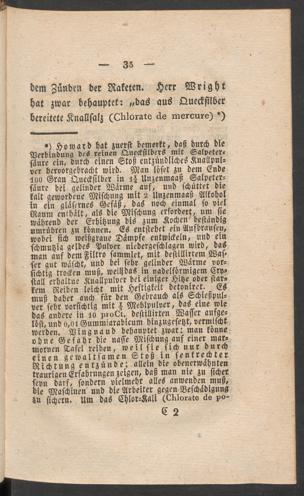 — 35 —
dem Zünden der Raketen. Herr Wright
hat zwar behauptet: „das aus Quecksilber
bereitete Knallsalz (Chlorate de mercure) *)
*) Howard hat zuerst bemerkt, daß durch die
Verbindung des reinen Quecksilbers mit Salpeter-
säure ein, durch einen Stoß entzündliches Knallpul-
ver hervorgebracht wird. Man löset zu dem Ende
100 Gran Quecksilber in 1½ Unzenmaaß Salpeter-
säure bei gelinder Wärme auf, und schüttet die
kalt gewordene Mischung mit 2 Unzenmaaß Alkohol
in ein gläsernes Gefäß, das noch einmal so viel
Raum enthält, als die Mischung erfordert, um sie
während der Erhitzung bis zum Kochen beständig
umrühren zu können. Es entstehet ein Aufbrausen,
wobei sich weißgraue Dämpfe entwickeln, und ein
schmutzig gelbes Pulver niedergeschlagen wird, das
man auf dem Filtro sammlet, mit destillirtem Was-
ser gut wäscht, und bei sehr gelinder Wärme vor-
sichtig trocken muß, weil das in nadelförmigem Cry-
stall erhaltne Knallpulver bei einiger Hitze oder star-
kem Reiben leicht mit Heftigkeit detoniret. Es
muß daher auch für den Gebrauch als Schießpul-
ver sehr vorsichtig mit Mehlpulver, das eine wie
das andere in 10 proCt. destillirten Wasser aufge-
löst, und 0,01 Gummiarabicum hinzugesetzt, vermischt
werden. Wingnaud behauptet zwar: man könne
ohne Gefahr die nasse Mischung auf einer mar-
mornen Tafel reiben, weil sie sich nur durch
einen gewaltsamen Stoß in senkrechter
Richtung entzünde; allein die obenerwähnten
traurigen Erfahrungen zeigen, daß man nie zu sicher
seyn darf, sondern vielmehr alles anwenden muß,
die Maschinen und die Arbeiter gegen Beschädigung
zu sichern. Um das Chlor-Kali (Chlorate de po-
C 2